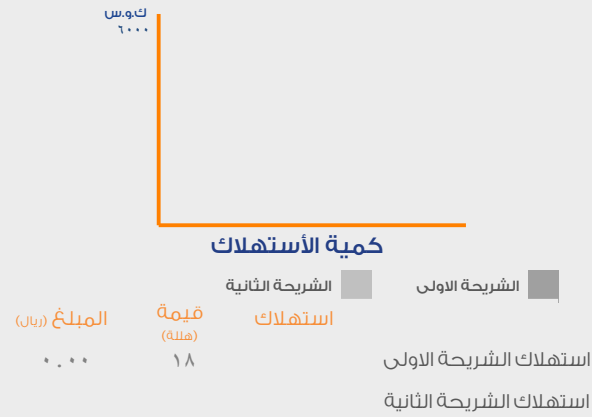 ك.و.س
٦٠٠٠
كمية الأستهلاك
الشريحة الاولى الشريحة الثانية
استهلاك قيمة (هللة) المبلغ (ريال)
استهلاك الشريحة الاولى ١٨ ٠.٠٠
استهلاك الشريحة الثانية